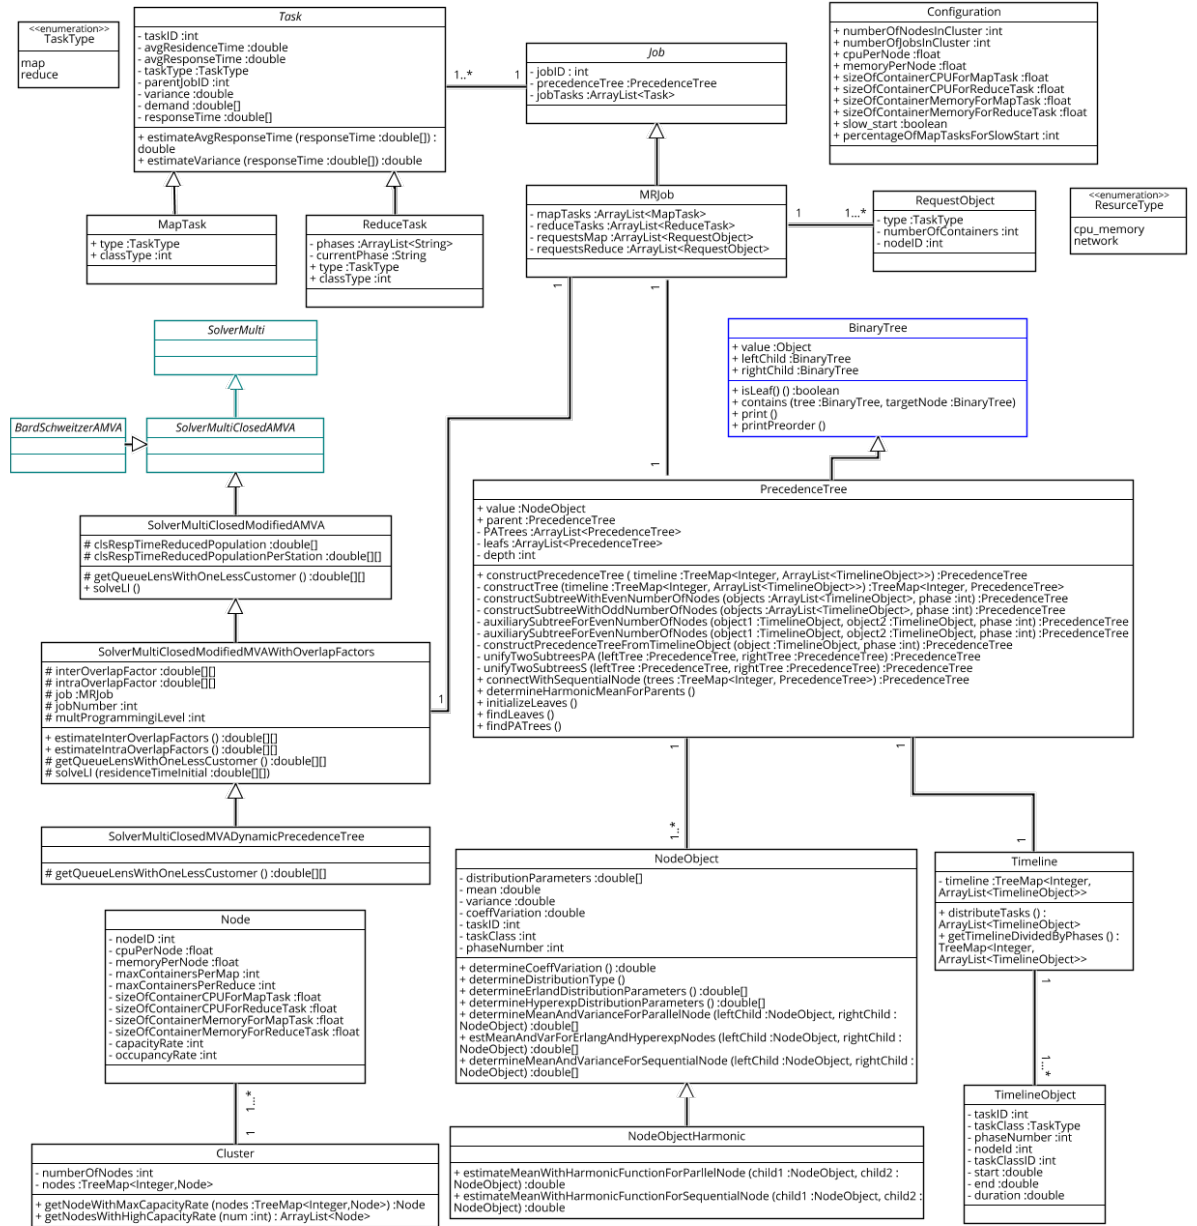 <<enumeration>>
TaskType
map
reduce
Task
- taskID :int
- avgResidenceTime :double
- avgResponseTime :double
- taskType :TaskType
- parentJobID :int
- variance :double
- demand :double[]
- responseTime :double[]
+ estimateAvgResponseTime (responseTime :double[]) :
double
+ estimateVariance (responseTime :double[]) :double
1..*
1
Job
- jobID : int
- precedenceTree :PrecedenceTree
- jobTasks :ArrayList<Task>
Configuration
+ numberOfNodesInCluster :int
+ numberOfJobsInCluster :int
+ cpuPerNode :float
+ memoryPerNode :float
+ sizeOfContainerCPUForMapTask :float
+ sizeOfContainerCPUForReduceTask :float
+ sizeOfContainerMemoryForMapTask :float
+ sizeOfContainerMemoryForReduceTask :float
+ slow_start :boolean
+ percentageOfMapTasksForSlowStart :int
MapTask
+ type :TaskType
+ classType :int
ReduceTask
- phases :ArrayList<String>
- currentPhase :String
+ type :TaskType
+ classType :int
MRJob
- mapTasks :ArrayList<MapTask>
- reduceTasks :ArrayList<ReduceTask>
- requestsMap :ArrayList<RequestObject>
- requestsReduce :ArrayList<RequestObject>
1
1...*
RequestObject
- type :TaskType
- numberOfContainers :int
- nodeID :int
<<enumeration>>
ResurceType
cpu_memory
network
1
1
SolverMulti
BinaryTree
+ value :Object
+ leftChild :BinaryTree
+ rightChild :BinaryTree
+ isLeaf() () :boolean
+ contains (tree :BinaryTree, targetNode :BinaryTree)
+ print ()
+ printPreorder ()
BardSchweitzerAMVA
SolverMultiClosedAMVA
1
SolverMultiClosedModifiedAMVA
# clsRespTimeReducedPopulation :double[]
# clsRespTimeReducedPopulationPerStation :double[][]
# getQueueLensWithOneLessCustomer () :double[][]
+ solveLI ()
PrecedenceTree
+ value :NodeObject
+ parent :PrecedenceTree
- PATrees :ArrayList<PrecedenceTree>
- leafs :ArrayList<PrecedenceTree>
- depth :int
+ constructPrecedenceTree ( timeline :TreeMap<Integer, ArrayList<TimelineObject>>) :PrecedenceTree
- constructTree (timeline :TreeMap<Integer, ArrayList<TimelineObject>>) :TreeMap<Integer, PrecedenceTree>
- constructSubtreeWithEvenNumberOfNodes (objects :ArrayList<TimelineObject>, phase :int) :PrecedenceTree
- constructSubtreeWithOddNumberOfNodes (objects :ArrayList<TimelineObject>, phase :int) :PrecedenceTree
- auxiliarySubtreeForEvenNumberOfNodes (object1 :TimelineObject, object2 :TimelineObject, phase :int) :PrecedenceTree
- auxiliarySubtreeForEvenNumberOfNodes (object1 :TimelineObject, object2 :TimelineObject, phase :int) :PrecedenceTree
- constructPrecedenceTreeFromTimelineObject (object :TimelineObject, phase :int) :PrecedenceTree
- unifyTwoSubtreesPA (leftTree :PrecedenceTree, rightTree :PrecedenceTree) :PrecedenceTree
- unifyTwoSubtreesS (leftTree :PrecedenceTree, rightTree :PrecedenceTree) :PrecedenceTree
+ connectWithSequentialNode (trees :TreeMap<Integer, PrecedenceTree>) :PrecedenceTree
+ determineHarmonicMeanForParents ()
+ initializeLeaves ()
+ findLeaves ()
+ findPATrees ()
SolverMultiClosedModifiedMVAWithOverlapFactors
# interOverlapFactor :double[][]
# intraOverlapFactor :double[][]
# job :MRJob
# jobNumber :int
# multProgrammingiLevel :int
+ estimateInterOverlapFactors () :double[][]
+ estimateIntraOverlapFactors () :double[][]
# getQueueLensWithOneLessCustomer () :double[][]
# solveLI (residenceTimeInitial :double[][])
1
1
1
1..*
1
SolverMultiClosedMVADynamicPrecedenceTree
# getQueueLensWithOneLessCustomer () :double[][]
NodeObject
- distributionParameters :double[]
- mean :double
- variance :double
- coeffVariation :double
- taskID :int
- taskClass :int
- phaseNumber :int
+ determineCoeffVariation () :double
+ determineDistributionType ()
+ determineErlandDistributionParameters () :double[]
+ determineHyperexpDistributionParameters () :double[]
+ determineMeanAndVarianceForParallelNode (leftChild :NodeObject, rightChild :
NodeObject) :double[]
+ estMeanAndVarForErlangAndHyperexpNodes (leftChild :NodeObject, rightChild :
NodeObject) :double[]
+ determineMeanAndVarianceForSequentialNode (leftChild :NodeObject, rightChild :
NodeObject) :double[]
Timeline
- timeline :TreeMap<Integer,
ArrayList<TimelineObject>>
+ distributeTasks () :
ArrayList<TimelineObject>
+ getTimelineDividedByPhases () :
TreeMap<Integer,
ArrayList<TimelineObject>>
Node
- nodeID :int
- cpuPerNode :float
- memoryPerNode :float
- maxContainersPerMap :int
- maxContainersPerReduce :int
- sizeOfContainerCPUForMapTask :float
- sizeOfContainerCPUForReduceTask :float
- sizeOfContainerMemoryForMapTask :float
- sizeOfContainerMemoryForReduceTask :float
- capacityRate :int
- occupancyRate :int
1
1...*
1...*
1
TimelineObject
- taskID :int
- taskClass :TaskType
- phaseNumber :int
- nodeId :int
- taskClassID :int
- start :double
- end :double
- duration :double
NodeObjectHarmonic
+ estimateMeanWithHarmonicFunctionForParllelNode (child1 :NodeObject, child2 :
NodeObject) :double
+ estimateMeanWithHarmonicFunctionForSequentialNode (child1 :NodeObject, child2 :
NodeObject) :double
Cluster
- numberOfNodes :int
- nodes :TreeMap<Integer,Node>
+ getNodeWithMaxCapacityRate (nodes :TreeMap<Integer,Node>) :Node
+ getNodesWithHighCapacityRate (num :int) : ArrayList<Node>